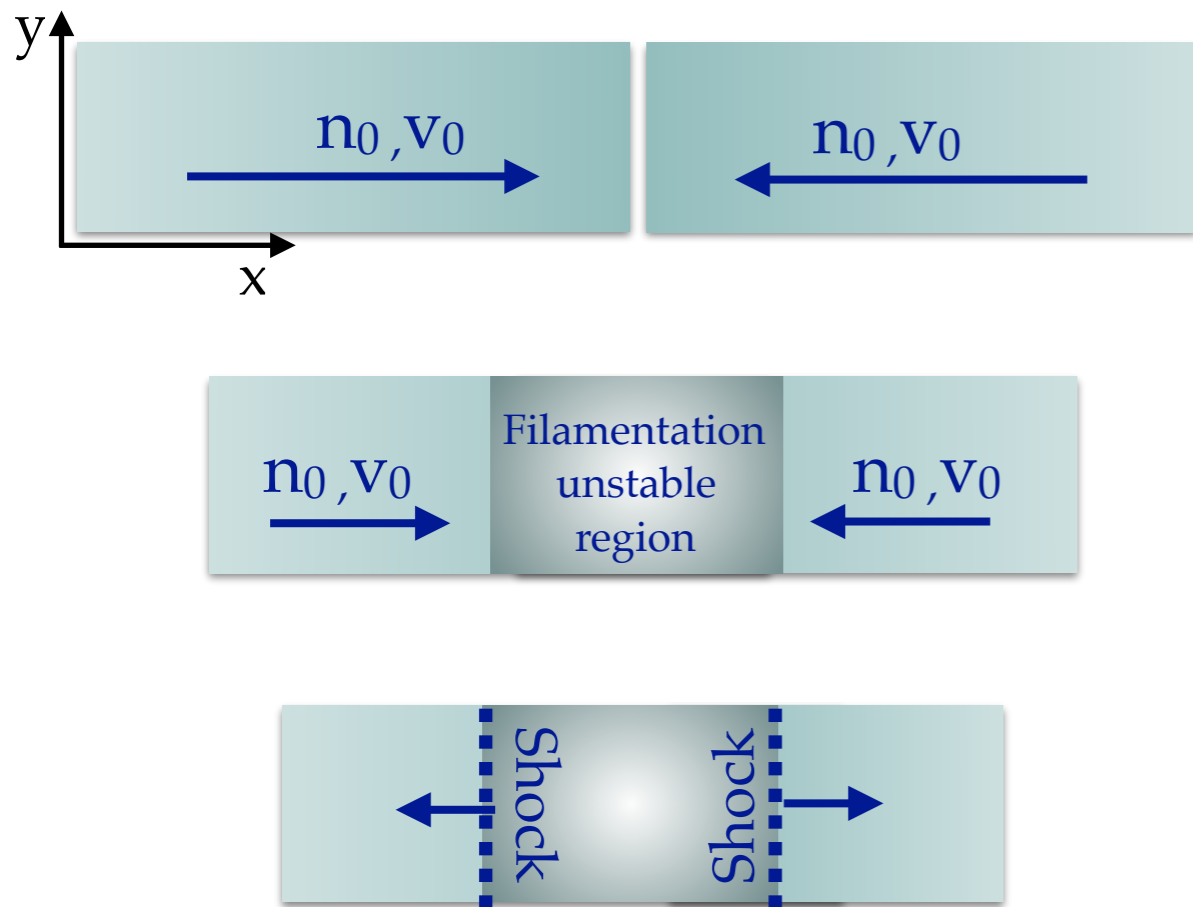 y
n₀ ,v₀
n₀ ,v₀
x
Filamentation
unstable
region
n₀ ,v₀
n₀ ,v₀
Shock
Shock